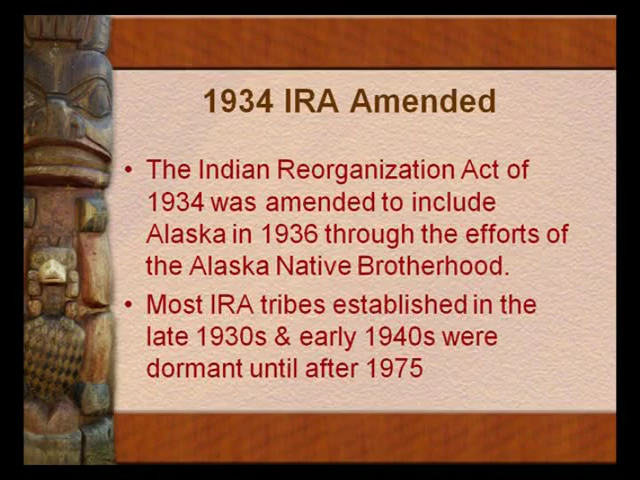 1934 IRA Amended
• The Indian Reorganization Act of
1934 was amended to include
Alaska in 1936 through the efforts of
the Alaska Native Brotherhood.
• Most IRA tribes established in the
late 1930s & early 1940s were
dormant until after 1975